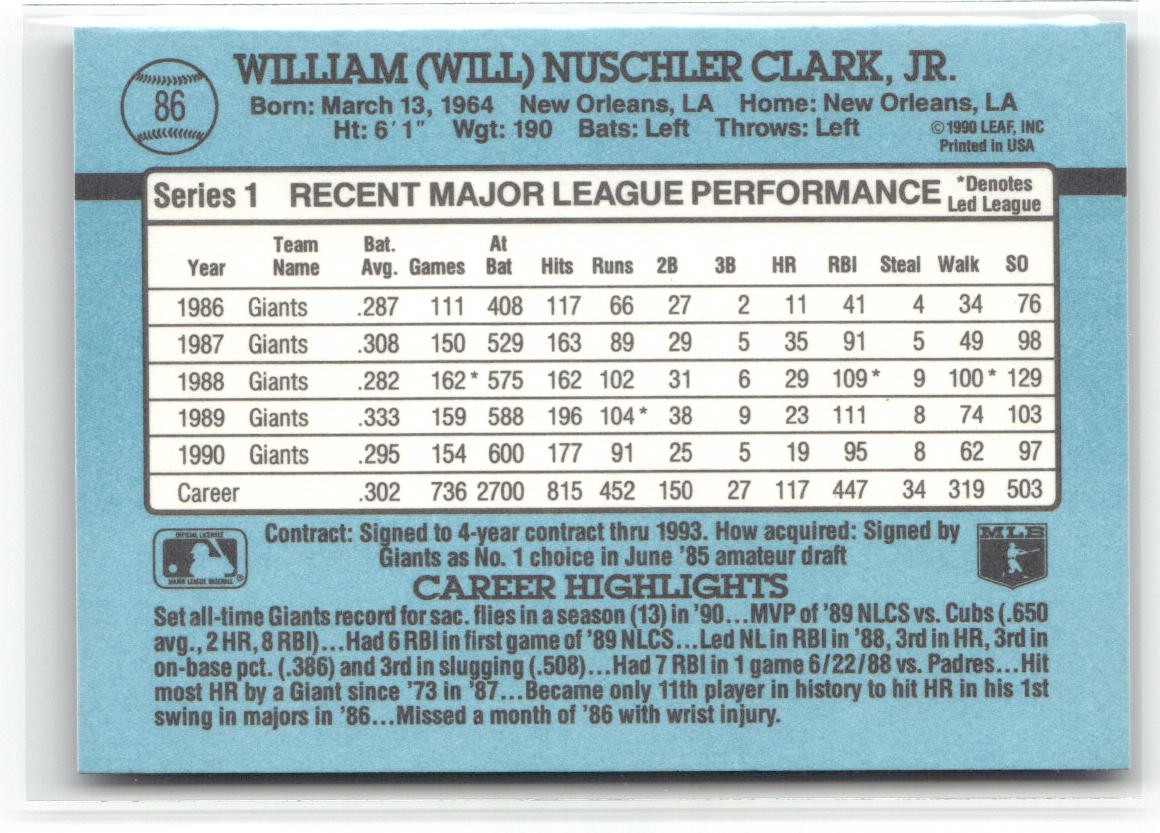 WILLIAM (WILL) NUSCHLER CLARK, JR.
86
Born: March 13, 1964 New Orleans, LA Home: New Orleans, LA
Ht: 6'1" Wgt: 190 Bats: Left Throws: Left
©1990 LEAF, INC
Printed in USA
Series 1 RECENT MAJOR LEAGUE PERFORMANCE *Denotes
Led League
Year Team Name Bat. Avg. Games At Bat Hits Runs 2B 3B HR RBI Steal Walk SO
1986 Giants .287 111 408 117 66 27 2 11 41 4 34 76
1987 Giants .308 150 529 163 89 29 5 35 91 5 49 98
1988 Giants .282 162* 575 162 102 31 6 29 109* 9 100* 129
1989 Giants .333 159 588 196 104* 38 9 23 111 8 74 103
1990 Giants .295 154 600 177 91 25 5 19 95 8 62 97
Career .302 736 2700 815 452 150 27 117 447 34 319 503
Contract: Signed to 4-year contract thru 1993. How acquired: Signed by
Giants as No. 1 choice in June '85 amateur draft
OFFICIAL LICENSEE
MAJOR LEAGUE BASEBALL®
MLB
CAREER HIGHLIGHTS
Set all-time Giants record for sac. flies in a season (13) in '90...MVP of '89 NLCS vs. Cubs (.650
avg., 2 HR, 8 RBI)...Had 6 RBI in first game of '89 NLCS...Led NL in RBI in '88, 3rd in HR, 3rd in
on-base pct. (.386) and 3rd in slugging (.508)...Had 7 RBI in 1 game 6/22/88 vs. Padres...Hit
most HR by a Giant since '73 in '87...Became only 11th player in history to hit HR in his 1st
swing in majors in '86...Missed a month of '86 with wrist injury.